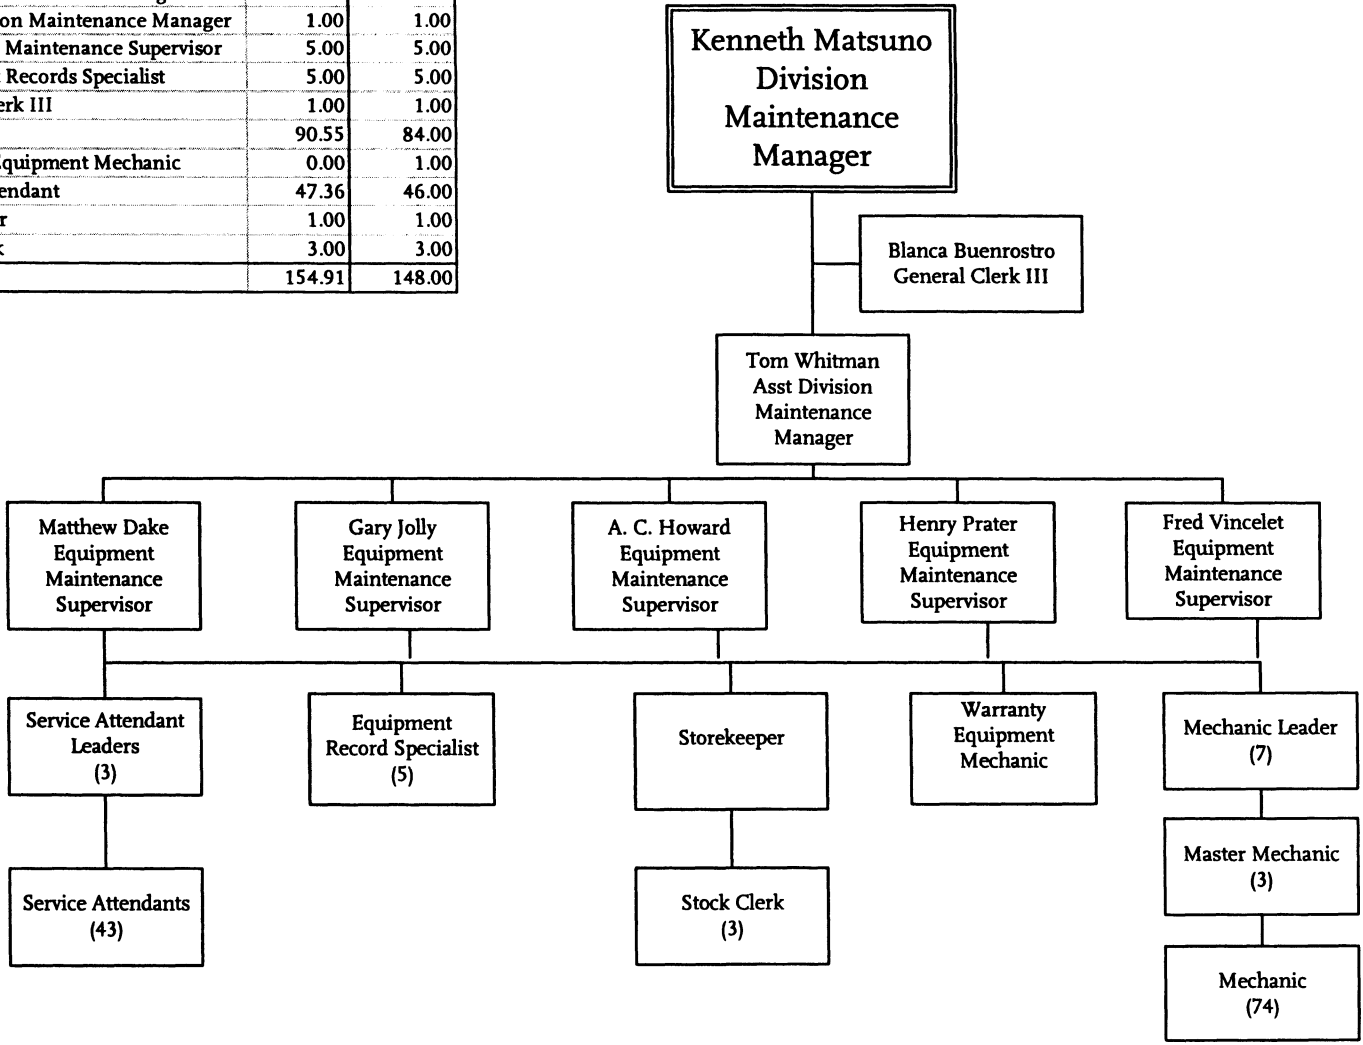 on Maintenance Manager 1.00 1.00
Maintenance Supervisor 5.00 5.00
Records Specialist 5.00 5.00
erk III 1.00 1.00
90.55 84.00
Equipment Mechanic 0.00 1.00
endant 47.36 46.00
r 1.00 1.00
k 3.00 3.00
154.91 148.00
Kenneth Matsuno
Division
Maintenance
Manager
Blanca Buenrostro
General Clerk III
Tom Whitman
Asst Division
Maintenance
Manager
Matthew Dake
Equipment
Maintenance
Supervisor
Gary Jolly
Equipment
Maintenance
Supervisor
A. C. Howard
Equipment
Maintenance
Supervisor
Henry Prater
Equipment
Maintenance
Supervisor
Fred Vincelet
Equipment
Maintenance
Supervisor
Service Attendant
Leaders
(3)
Equipment
Record Specialist
(5)
Storekeeper
Warranty
Equipment
Mechanic
Mechanic Leader
(7)
Service Attendants
(43)
Stock Clerk
(3)
Master Mechanic
(3)
Mechanic
(74)